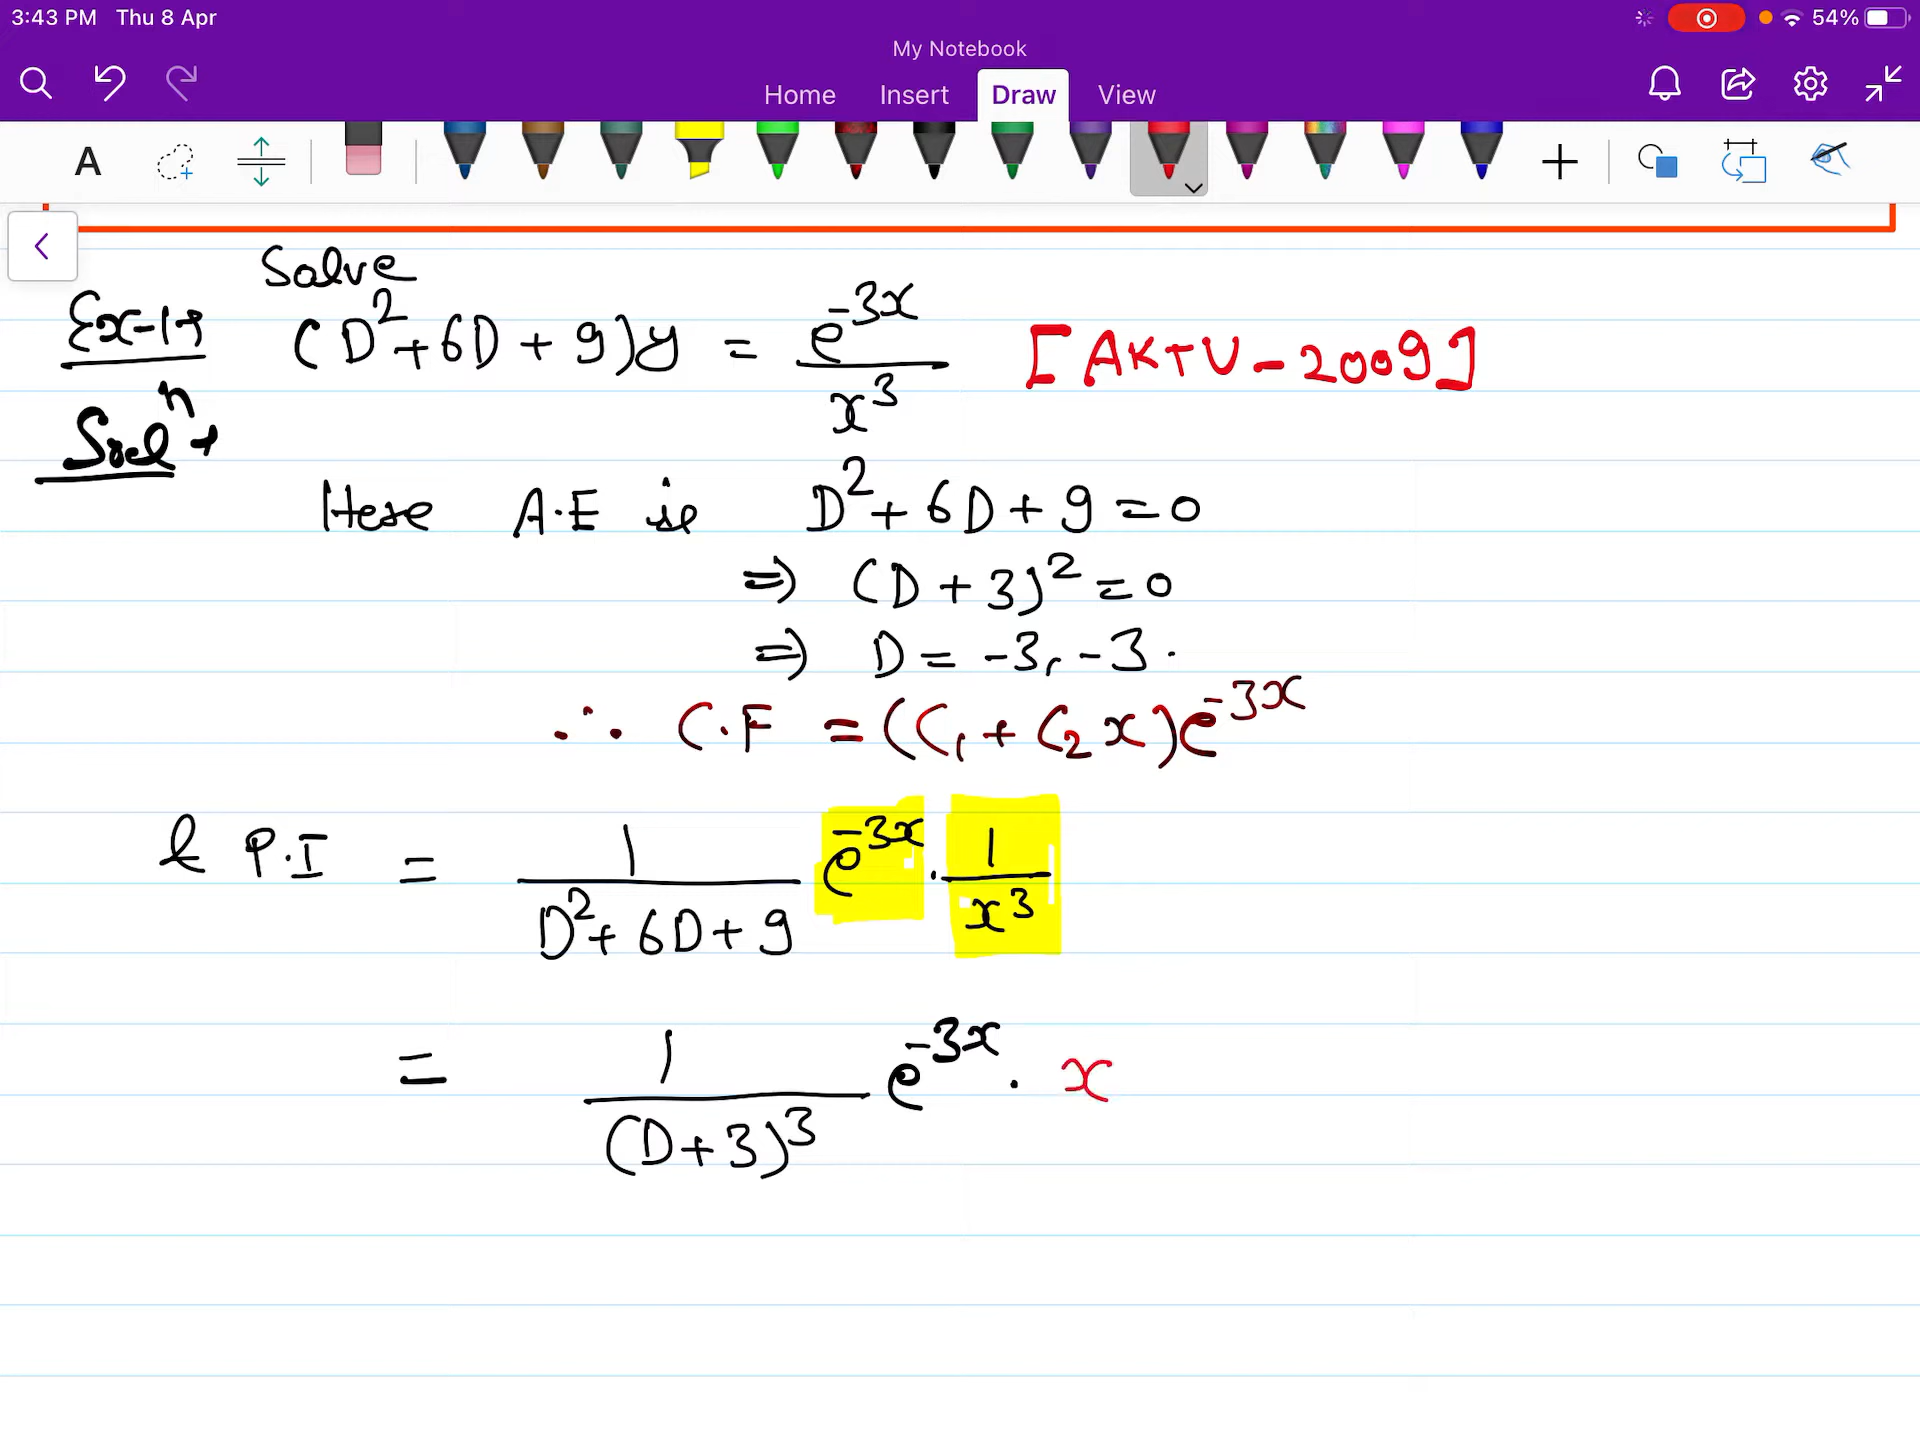 3:43 PM Thu 8 Apr 54%
My Notebook
Home Insert Draw View
A
Solve
Ex-1→ (D²+6D+9)y = e^{-3x}/x³ [AKTU-2009]
Solⁿ→
Here A.E is D²+6D+9=0
⇒ (D+3)²=0
⇒ D = -3, -3.
∴ C.F = (C₁+C₂x)e^{-3x}
& P.I = 1/(D²+6D+9) e^{-3x} · 1/x³
= 1/(D+3)³ e^{-3x} · x